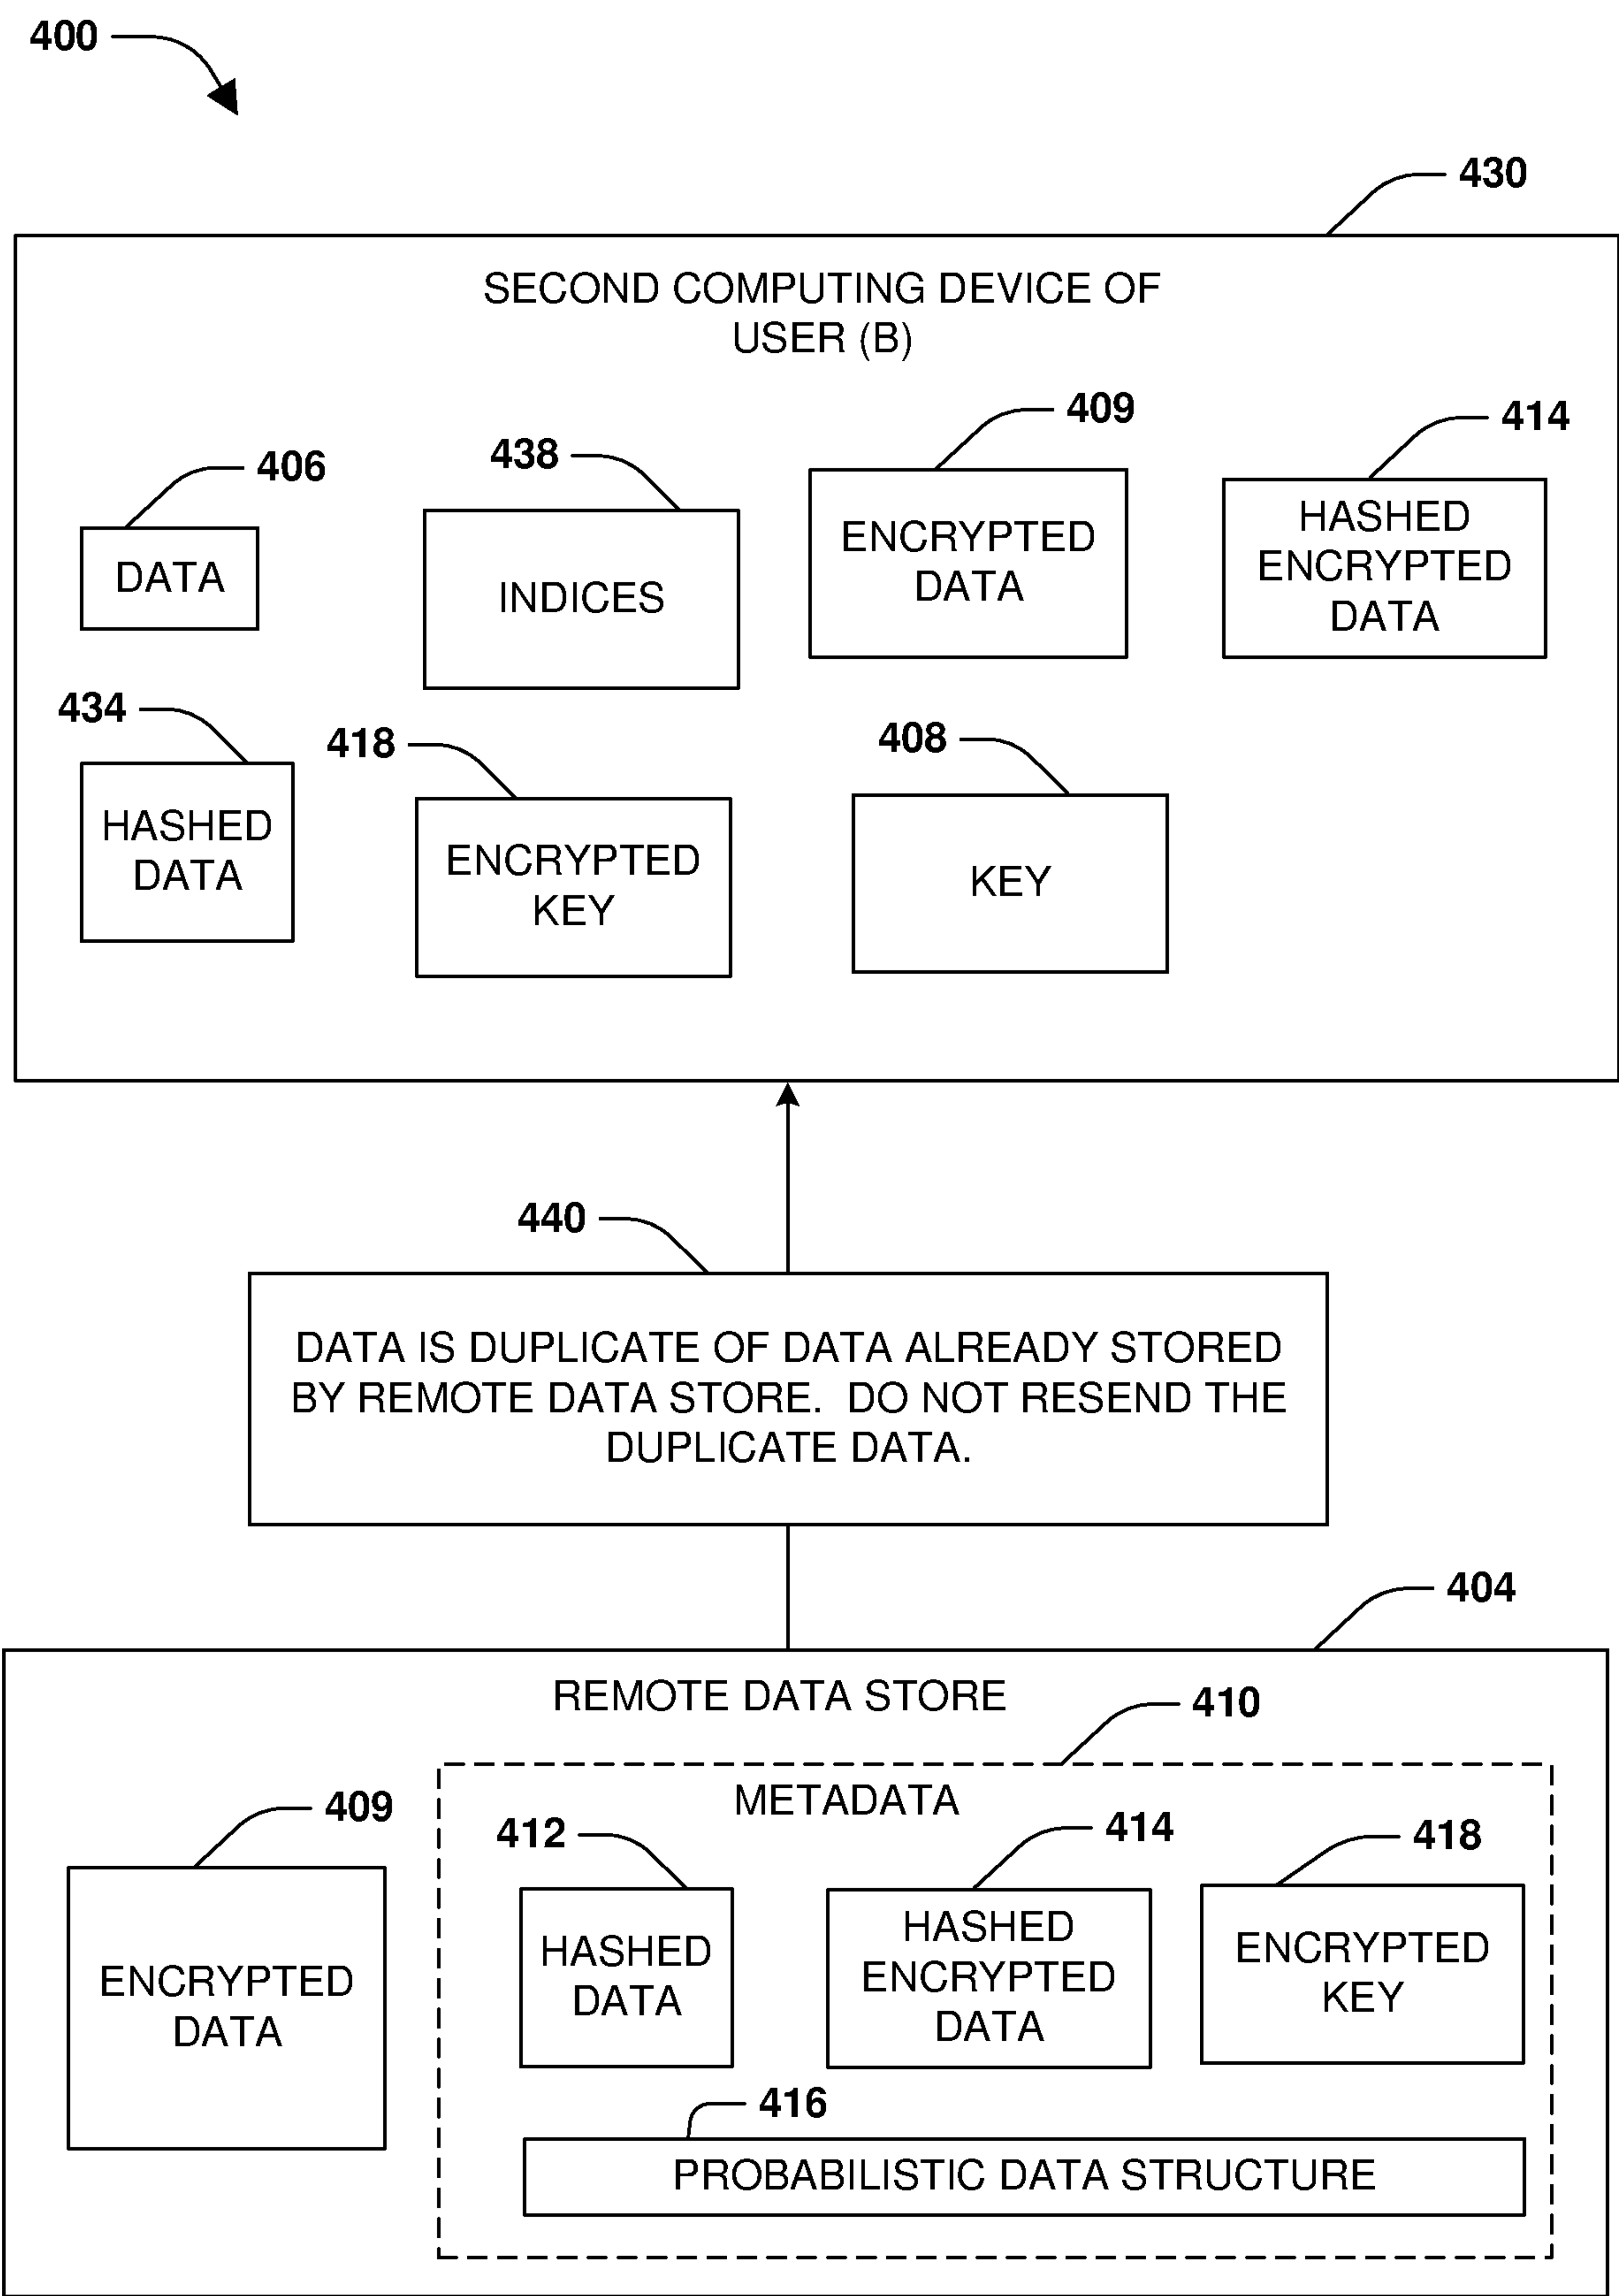 400
430
SECOND COMPUTING DEVICE OF
USER (B)
409
414
438
406
ENCRYPTED
DATA
HASHED
ENCRYPTED
DATA
DATA
INDICES
434
418
408
HASHED
DATA
ENCRYPTED
KEY
KEY
440
DATA IS DUPLICATE OF DATA ALREADY STORED
BY REMOTE DATA STORE. DO NOT RESEND THE
DUPLICATE DATA.
404
REMOTE DATA STORE
410
METADATA
409
412
414
418
ENCRYPTED
DATA
HASHED
DATA
HASHED
ENCRYPTED
DATA
ENCRYPTED
KEY
416
PROBABILISTIC DATA STRUCTURE